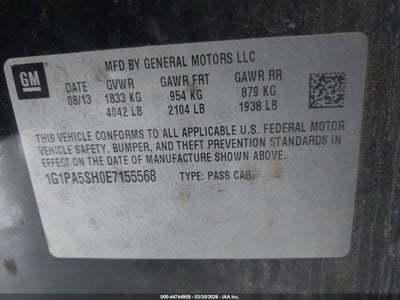 GM
MFD BY GENERAL MOTORS LLC
DATE GVWR GAWR FRT GAWR RR
08/13 1833 KG 954 KG 879 KG
4042 LB 2104 LB 1938 LB
THIS VEHICLE CONFORMS TO ALL APPLICABLE U.S. FEDERAL MOTOR
VEHICLE SAFETY, BUMPER, AND THEFT PREVENTION STANDARDS
IN EFFECT ON THE DATE OF MANUFACTURE SHOWN ABOVE.
1G1PA5SH0E7155568 TYPE: PASS CAR
IAA
© 44744959 — 03/30/2026 — IAA Inc.